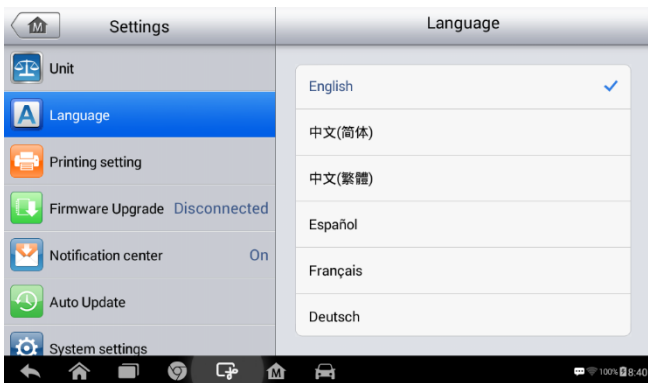 Settings
Unit
Language
Printing setting
Firmware Upgrade Disconnected
Notification center On
Auto Update
System settings
Language
English
中文(简体)
中文(繁體)
Español
Français
Deutsch
100% 8:40